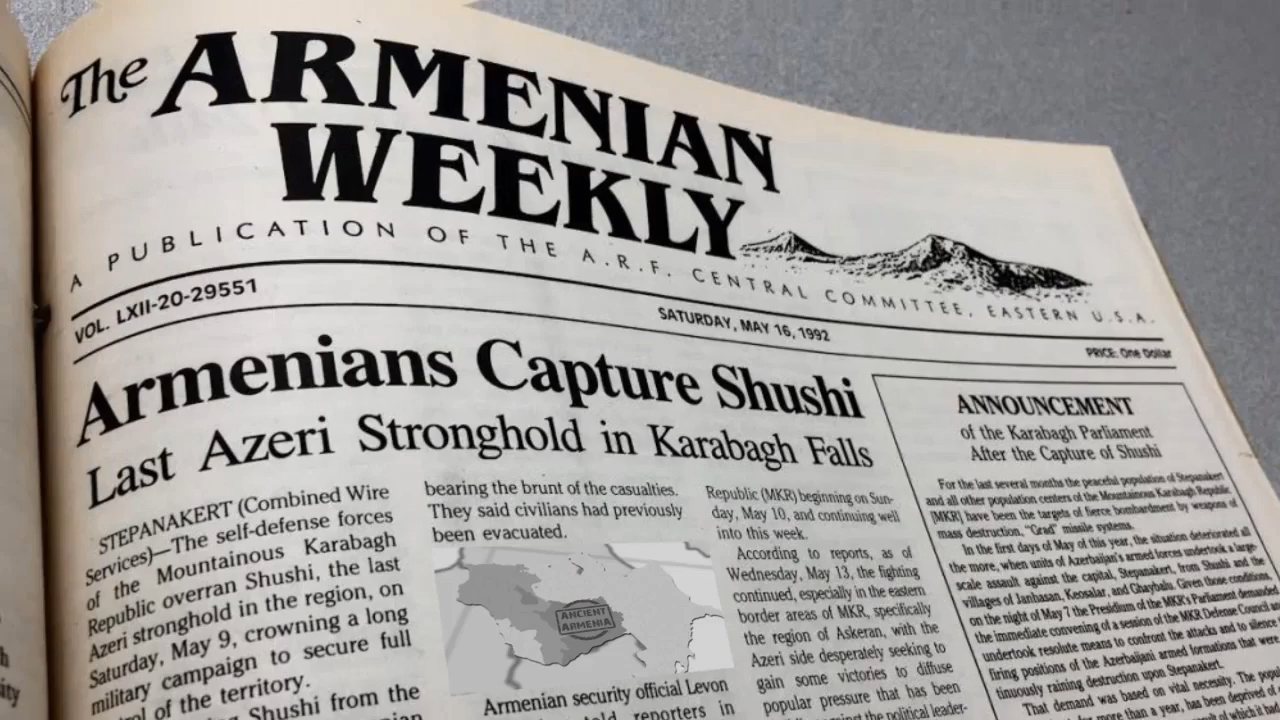 The ARMENIAN
WEEKLY
A PUBLICATION OF THE A.R.F. CENTRAL COMMITTEE, EASTERN U.S.A.
VOL. LXII-20-29551
SATURDAY, MAY 16, 1992
PRICE: One Dollar
Armenians Capture Shushi
Last Azeri Stronghold in Karabagh Falls
STEPANAKERT (Combined Wire
Services)—The self-defense forces
of the Mountainous Karabagh
Republic overran Shushi, the last
Azeri stronghold in the region, on
Saturday, May 9, crowning a long
military campaign to secure full
of the territory.
Shushi from the
bearing the brunt of the casualties.
They said civilians had previously
been evacuated.
ANCIENT
ARMENIA
Armenian security official Levon
reporters in
Republic (MKR) beginning on Sun-
day, May 10, and continuing well
into this week.
According to reports, as of
Wednesday, May 13, the fighting
continued, especially in the eastern
border areas of MKR, specifically
the region of Askeran, with the
Azeri side desperately seeking to
gain some victories to diffuse
popular pressure that has been
the political leader-
ANNOUNCEMENT
of the Karabagh Parliament
After the Capture of Shushi
For the last several months the peaceful population of Stepanakert
and all other population centers of the Mountainous Karabagh Republic
(MKR) have been the targets of fierce bombardment by weapons of
mass destruction, "Grad" missile systems.
In the first days of May of this year, the situation deteriorated all
the more, when units of Azerbaijan's armed forces undertook a large-
scale assault against the capital, Stepanakert, from Shushi and the
villages of Janhasan, Keosalar, and Ghaybalu. Given those conditions,
on the night of May 7 the Presidium of the MKR's Parliament demanded
the immediate convening of a session of the MKR Defense Council and
undertook resolute means to confront the attacks and to silence
firing positions of the Azerbaijani armed formations that were
tinuously raining destruction upon Stepanakert.
That demand was based on vital necessity. The
for more than a year, has been deprived of